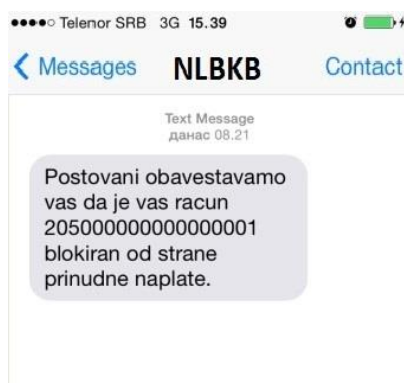 Telenor SRB 3G 15.39
Messages NLBKB Contact
Text Message
данас 08.21
Postovani obavestavamo
vas da je vas racun
205000000000000001
blokiran od strane
prinudne naplate.